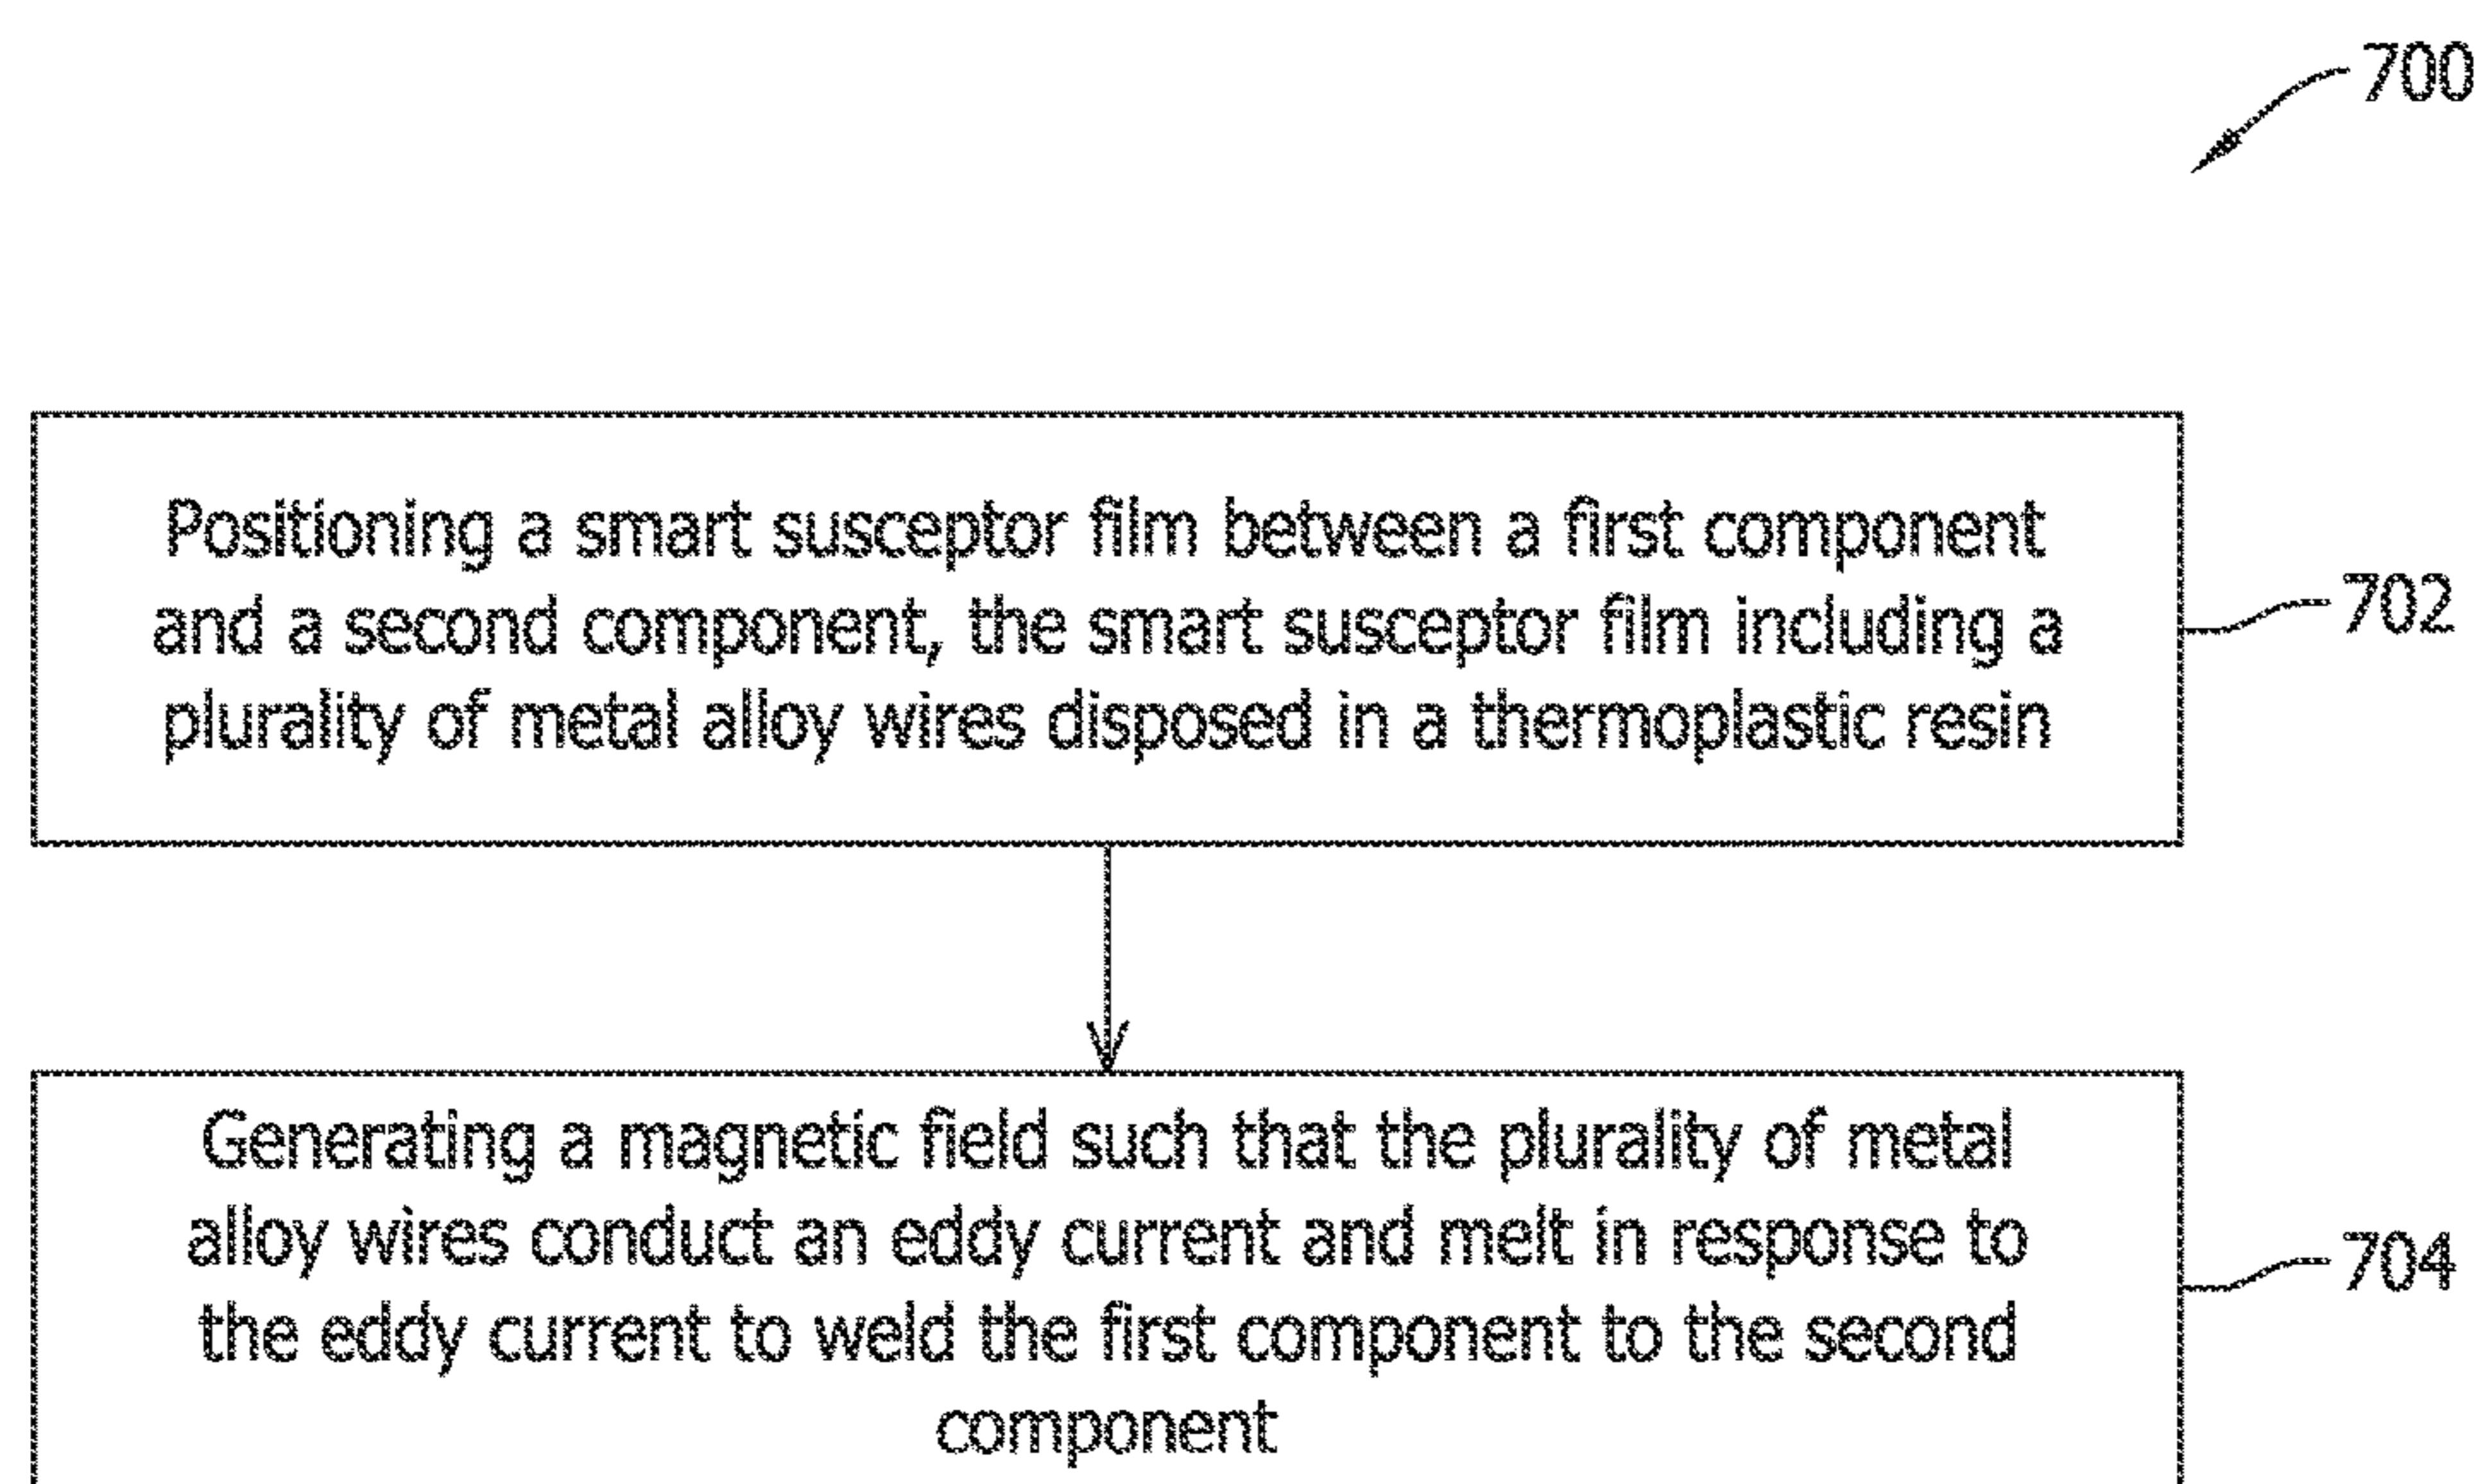 700
Positioning a smart susceptor film between a first component
and a second component, the smart susceptor film including a
plurality of metal alloy wires disposed in a thermoplastic resin
702
Generating a magnetic field such that the plurality of metal
alloy wires conduct an eddy current and melt in response to
the eddy current to weld the first component to the second
component
704